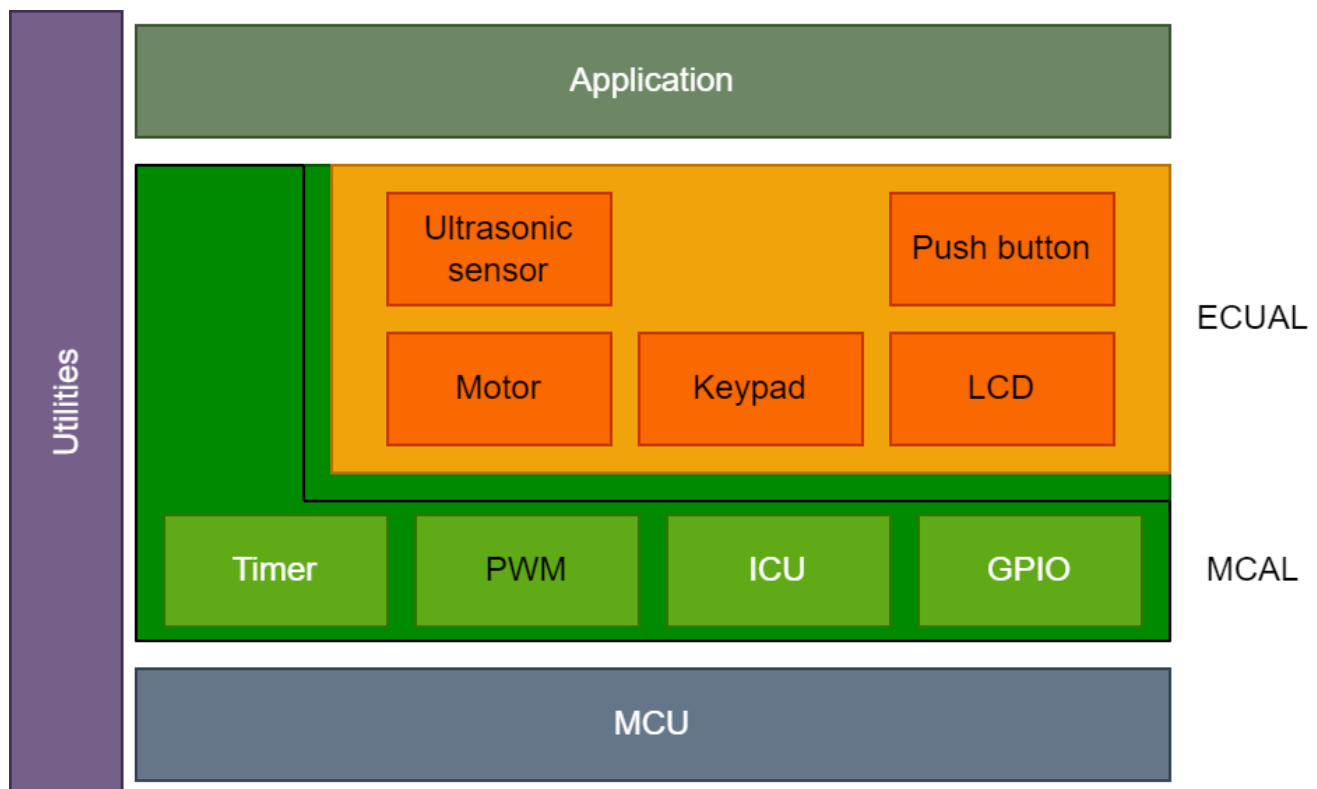 Application
Ultrasonic
sensor
Push button
ECUAL
Utilities
Motor
Keypad
LCD
Timer
PWM
ICU
GPIO
MCAL
MCU